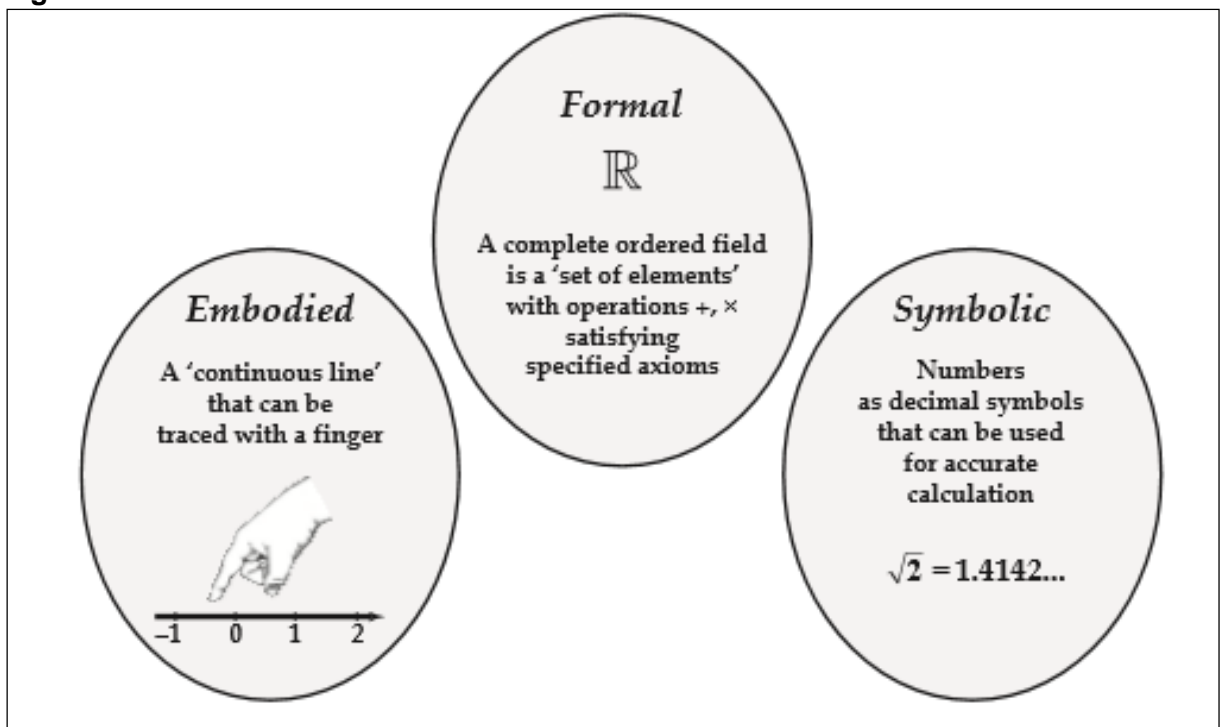 Formal
ℝ
A complete ordered field
is a ‘set of elements’
with operations +, ×
satisfying
specified axioms
Embodied
A ‘continuous line’
that can be
traced with a finger
–1 0 1 2
Symbolic
Numbers
as decimal symbols
that can be used
for accurate
calculation
√2 = 1.4142...